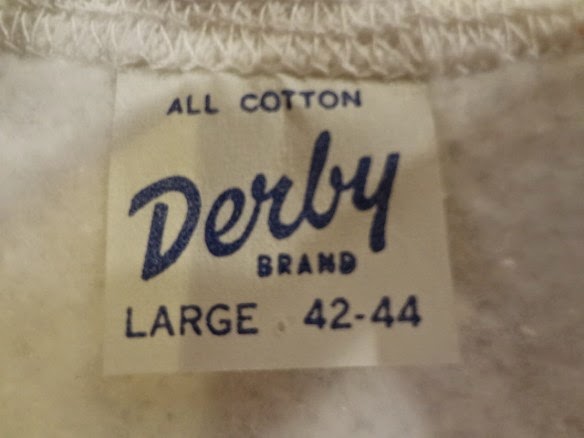 ALL COTTON
Derby
BRAND
LARGE 42-44